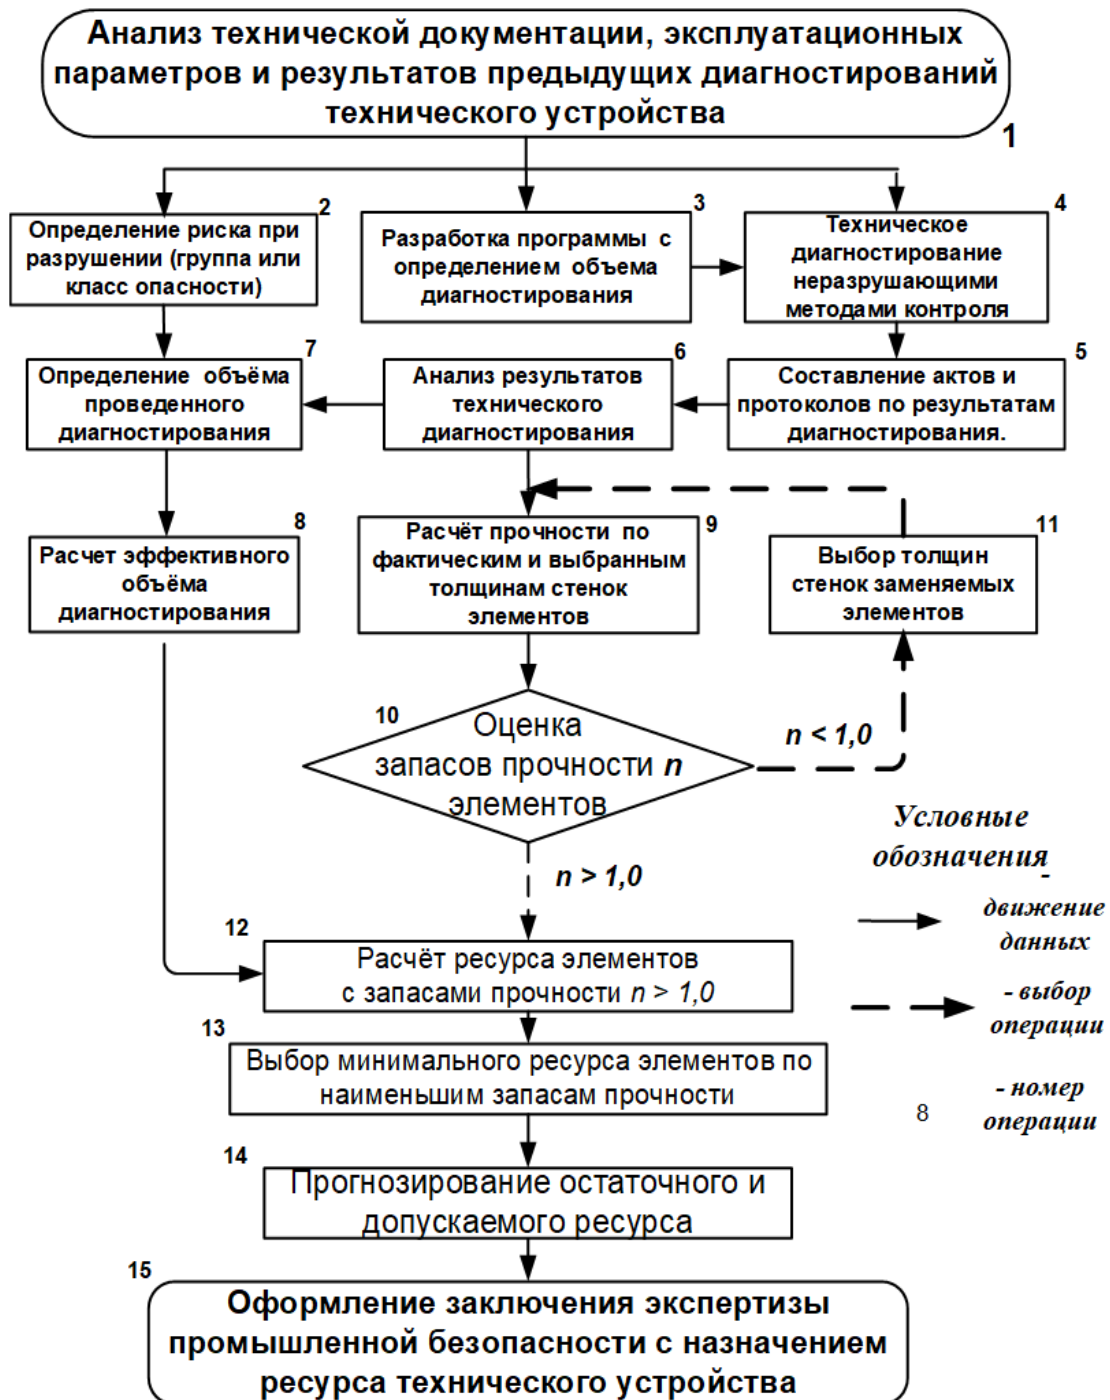 Анализ технической документации, эксплуатационных
параметров и результатов предыдущих диагностирований
технического устройства
1
2
Определение риска при
разрушении (группа или
класс опасности)
3
Разработка программы с
определением объема
диагностирования
4
Техническое
диагностирование
неразрушающими
методами контроля
7
Определение объёма
проведенного
диагностирования
6
Анализ результатов
технического
диагностирования
5
Составление актов и
протоколов по результатам
диагностирования.
8
Расчет эффективного
объёма
диагностирования
9
Расчёт прочности по
фактическим и выбранным
толщинам стенок
элементов
11
Выбор толщин
стенок заменяемых
элементов
10
Оценка
запасов прочности n
элементов
n < 1,0
n > 1,0
Условные
обозначения
-
движение
данных
- выбор
операции
8
- номер
операции
12
Расчёт ресурса элементов
с запасами прочности n > 1,0
13
Выбор минимального ресурса элементов по
наименьшим запасам прочности
14
Прогнозирование остаточного и
допускаемого ресурса
15
Оформление заключения экспертизы
промышленной безопасности с назначением
ресурса технического устройства